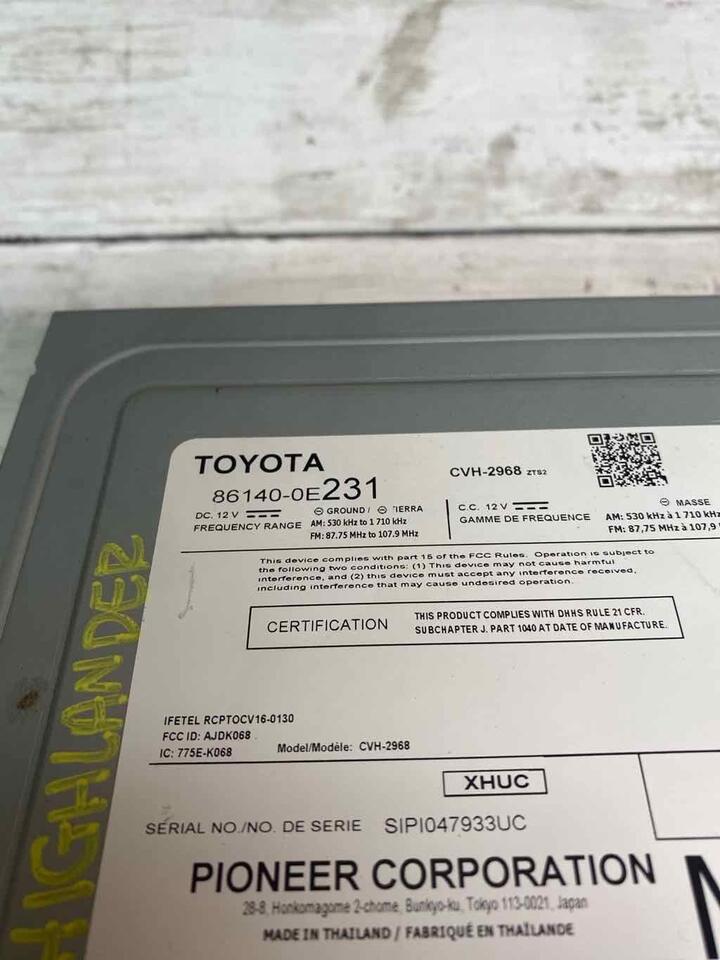 TOYOTA
86140-0E231
CVH-2968 ZTS2
DC. 12 V
⊖ GROUND / ⊖ TIERRA
FREQUENCY RANGE
AM: 530 kHz to 1 710 kHz
FM: 87.75 MHz to 107.9 MHz
C.C. 12 V
⊖ MASSE
GAMME DE FREQUENCE
AM: 530 kHz à 1 710 kHz
FM: 87,75 MHz à 107,9
This device complies with part 15 of the FCC Rules. Operation is subject to
the following two conditions: (1) This device may not cause harmful
interference, and (2) this device must accept any interference received,
including interference that may cause undesired operation.
CERTIFICATION
THIS PRODUCT COMPLIES WITH DHHS RULE 21 CFR.
SUBCHAPTER J. PART 1040 AT DATE OF MANUFACTURE.
IFETEL RCPTOCV16-0130
FCC ID: AJDK068
IC: 775E-K068
Model/Modèle: CVH-2968
XHUC
SERIAL NO./NO. DE SERIE SIPI047933UC
PIONEER CORPORATION
28-8, Honkomagome 2-chome, Bunkyo-ku, Tokyo 113-0021, Japan
MADE IN THAILAND / FABRIQUÉ EN THAÏLANDE
HIGHLANDER